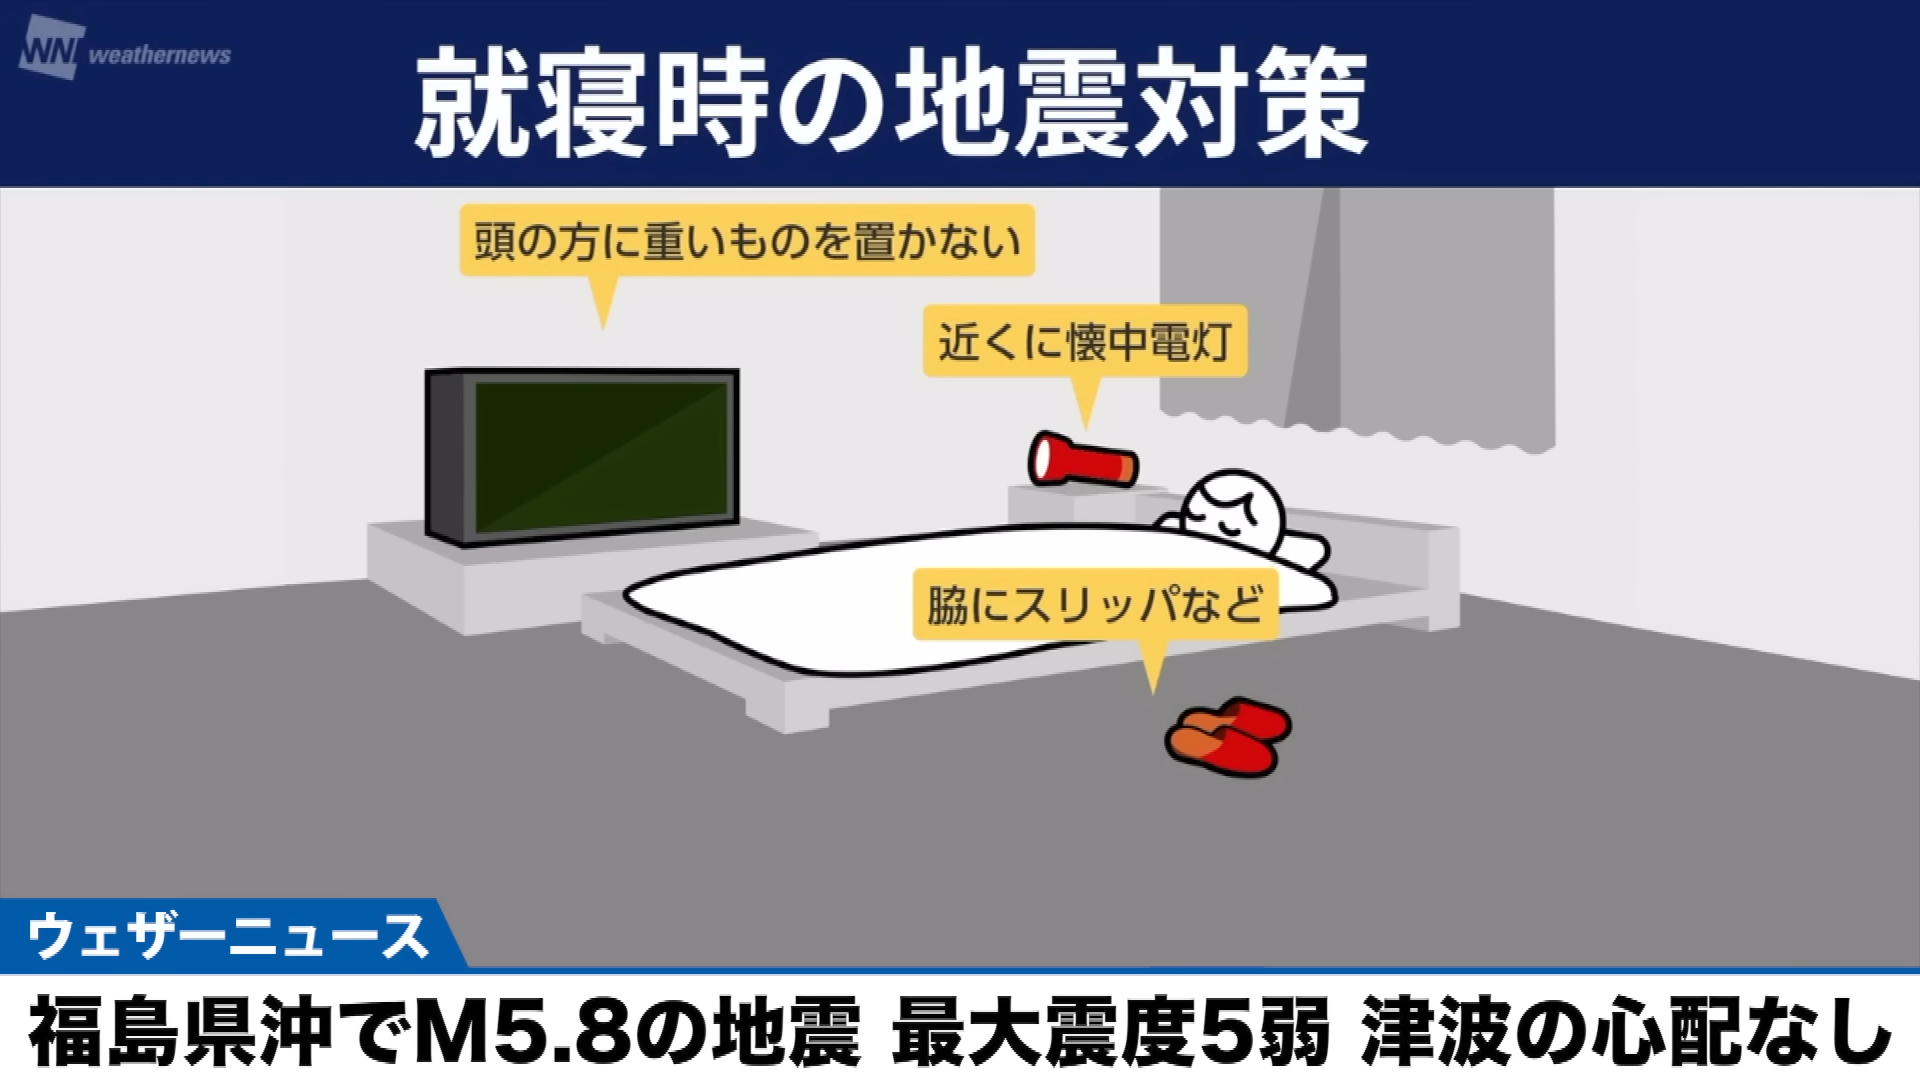 WNI weathernews
就寝時の地震対策
頭の方に重いものを置かない
近くに懐中電灯
脇にスリッパなど
ウェザーニュース
福島県沖でM5.8の地震 最大震度5弱 津波の心配なし